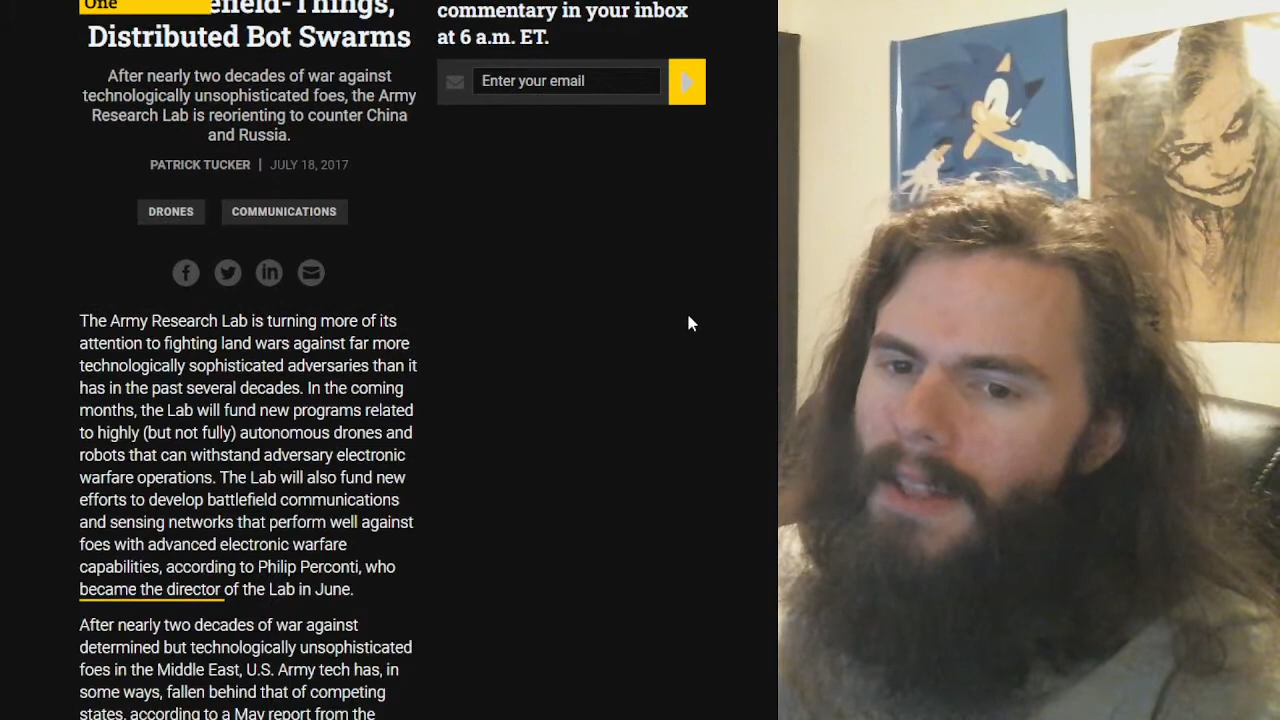 One
efield-Things,
Distributed Bot Swarms
After nearly two decades of war against
technologically unsophisticated foes, the Army
Research Lab is reorienting to counter China
and Russia.
PATRICK TUCKER | JULY 18, 2017
DRONES COMMUNICATIONS
The Army Research Lab is turning more of its
attention to fighting land wars against far more
technologically sophisticated adversaries than it
has in the past several decades. In the coming
months, the Lab will fund new programs related
to highly (but not fully) autonomous drones and
robots that can withstand adversary electronic
warfare operations. The Lab will also fund new
efforts to develop battlefield communications
and sensing networks that perform well against
foes with advanced electronic warfare
capabilities, according to Philip Perconti, who
became the director of the Lab in June.
After nearly two decades of war against
determined but technologically unsophisticated
foes in the Middle East, U.S. Army tech has, in
some ways, fallen behind that of competing
states, according to a May report from the
commentary in your inbox
at 6 a.m. ET.
Enter your email